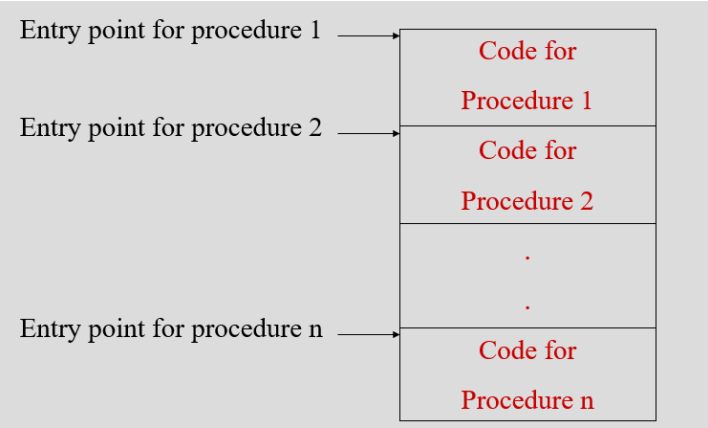 Entry point for procedure 1
Code for
Procedure 1
Entry point for procedure 2
Code for
Procedure 2
.
.
Entry point for procedure n
Code for
Procedure n